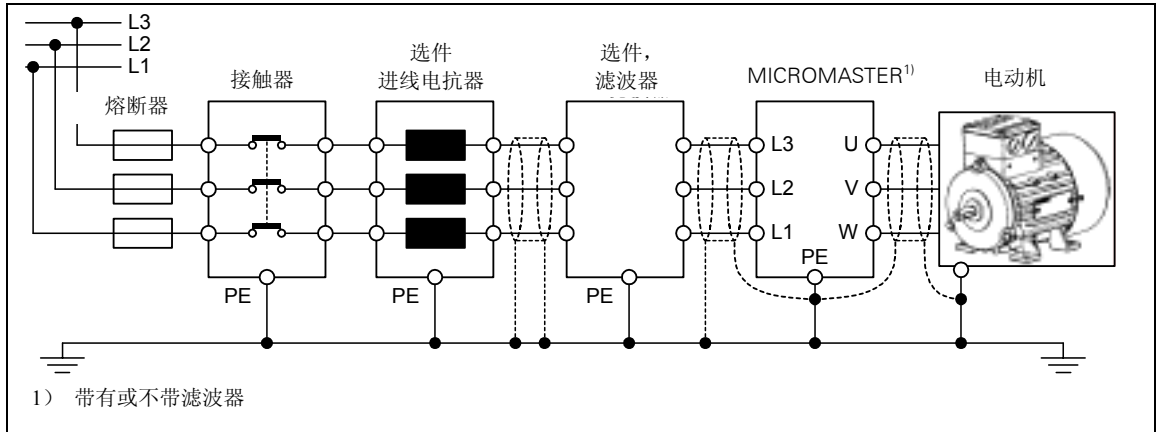 L3
L2
L1
熔断器
接触器
选件
进线电抗器
选件，
滤波器
MICROMASTER1)
电动机
L3
L2
L1
U
V
W
PE
PE
PE
PE
1） 带有或不带滤波器